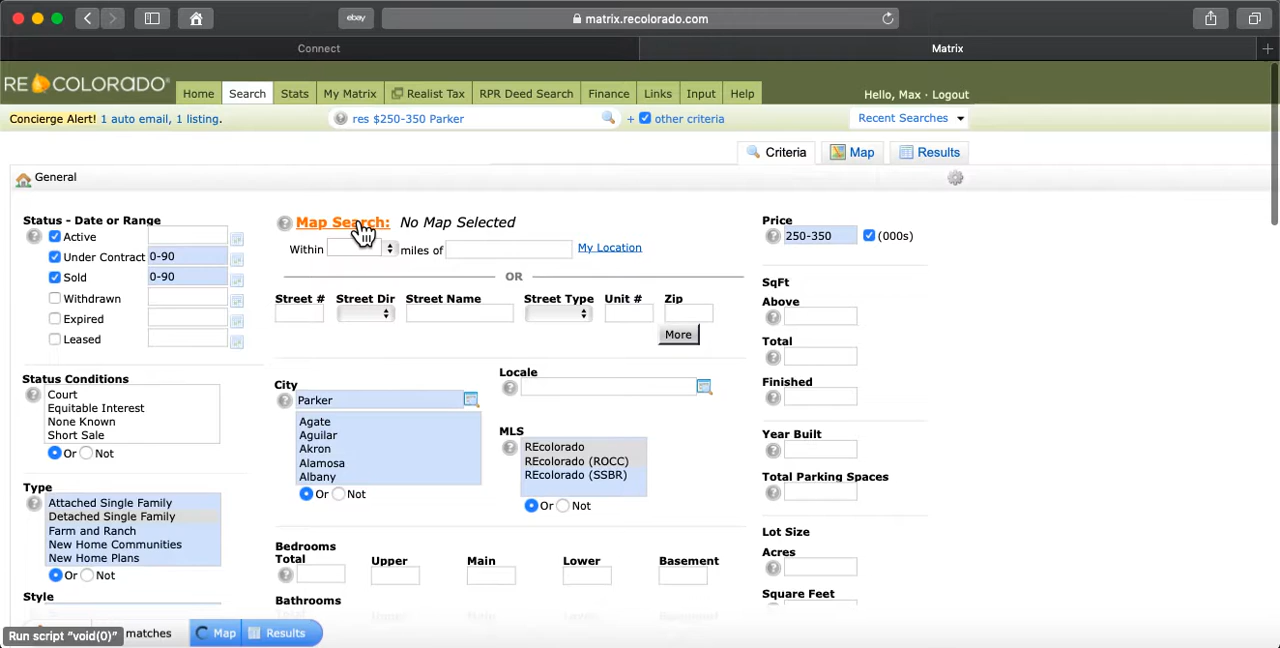 ebay
matrix.recolorado.com
Connect
Matrix
RECOLORADO
Home
Search
Stats
My Matrix
Realist Tax
RPR Deed Search
Finance
Links
Input
Help
Hello, Max · Logout
Concierge Alert! 1 auto email, 1 listing.
res $250-350 Parker
+ other criteria
Recent Searches
Criteria
Map
Results
General
Status - Date or Range
Active
Under Contract 0-90
Sold 0-90
Withdrawn
Expired
Leased
Status Conditions
Court
Equitable Interest
None Known
Short Sale
Or Not
Type
Attached Single Family
Detached Single Family
Farm and Ranch
New Home Communities
New Home Plans
Or Not
Style
Map Search: No Map Selected
Within miles of My Location
OR
Street # Street Dir Street Name Street Type Unit # Zip
More
City
Parker
Agate
Aguilar
Akron
Alamosa
Albany
Or Not
Locale
MLS
REcolorado
REcolorado (ROCC)
REcolorado (SSBR)
Or Not
Bedrooms
Total Upper Main Lower Basement
Bathrooms
Price
250-350 (000s)
SqFt
Above
Total
Finished
Year Built
Total Parking Spaces
Lot Size
Acres
Square Feet
Run script "void(0)"
matches
Map
Results